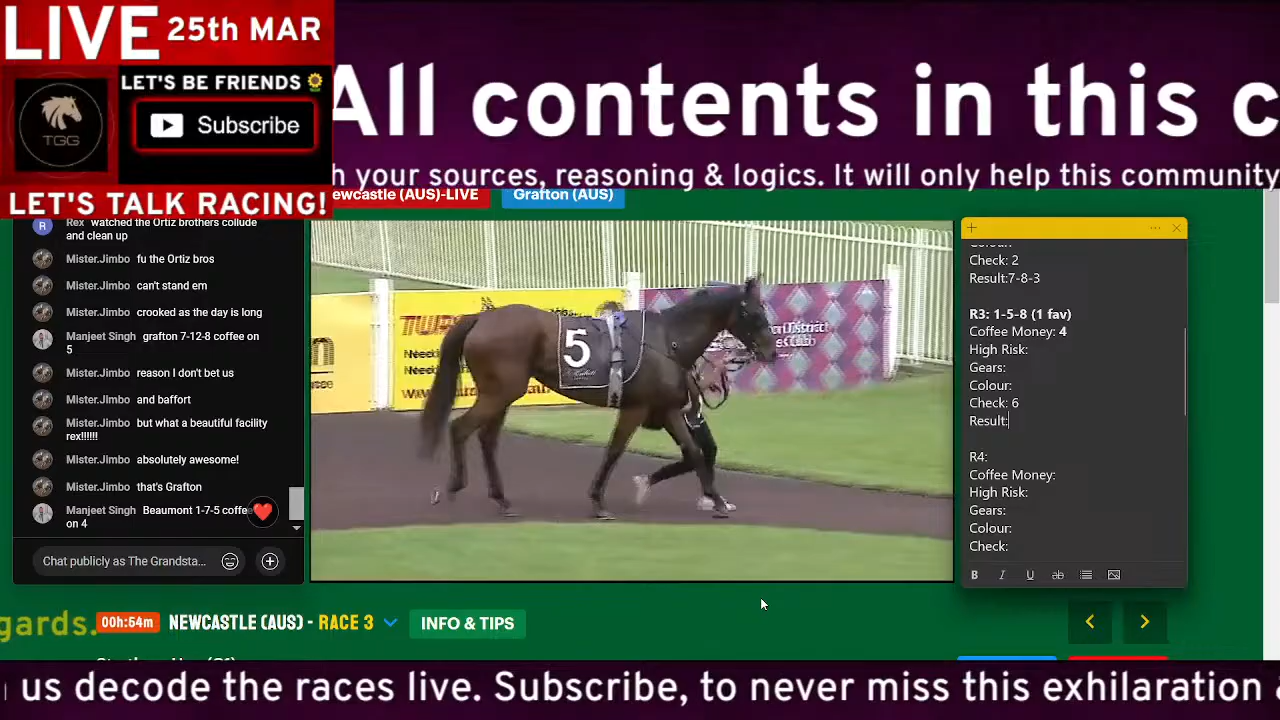 LIVE 25th MAR
LET'S BE FRIENDS
TGG
Subscribe
LET'S TALK RACING!
All contents in this c
h your sources, reasoning & logics. It will only help this community
ewcastle (AUS)-LIVE
Grafton (AUS)
R Rex watched the Ortiz brothers collude
and clean up
Mister.Jimbo fu the Ortiz bros
Mister.Jimbo can't stand em
Mister.Jimbo crooked as the day is long
Manjeet Singh grafton 7-12-8 coffee on
5
Mister.Jimbo reason I don't bet us
Mister.Jimbo and baffort
Mister.Jimbo but what a beautiful facility
rex!!!!!!
Mister.Jimbo absolutely awesome!
Mister.Jimbo that's Grafton
Manjeet Singh Beaumont 1-7-5 coffe
on 4
Chat publicly as The Grandsta...
5
Check: 2
Result:7-8-3
R3: 1-5-8 (1 fav)
Coffee Money: 4
High Risk:
Gears:
Colour:
Check: 6
Result:
R4:
Coffee Money:
High Risk:
Gears:
Colour:
Check:
B I U ab
gards.
00h:54m NEWCASTLE (AUS) - RACE 3
INFO & TIPS
us decode the races live. Subscribe, to never miss this exhilaration